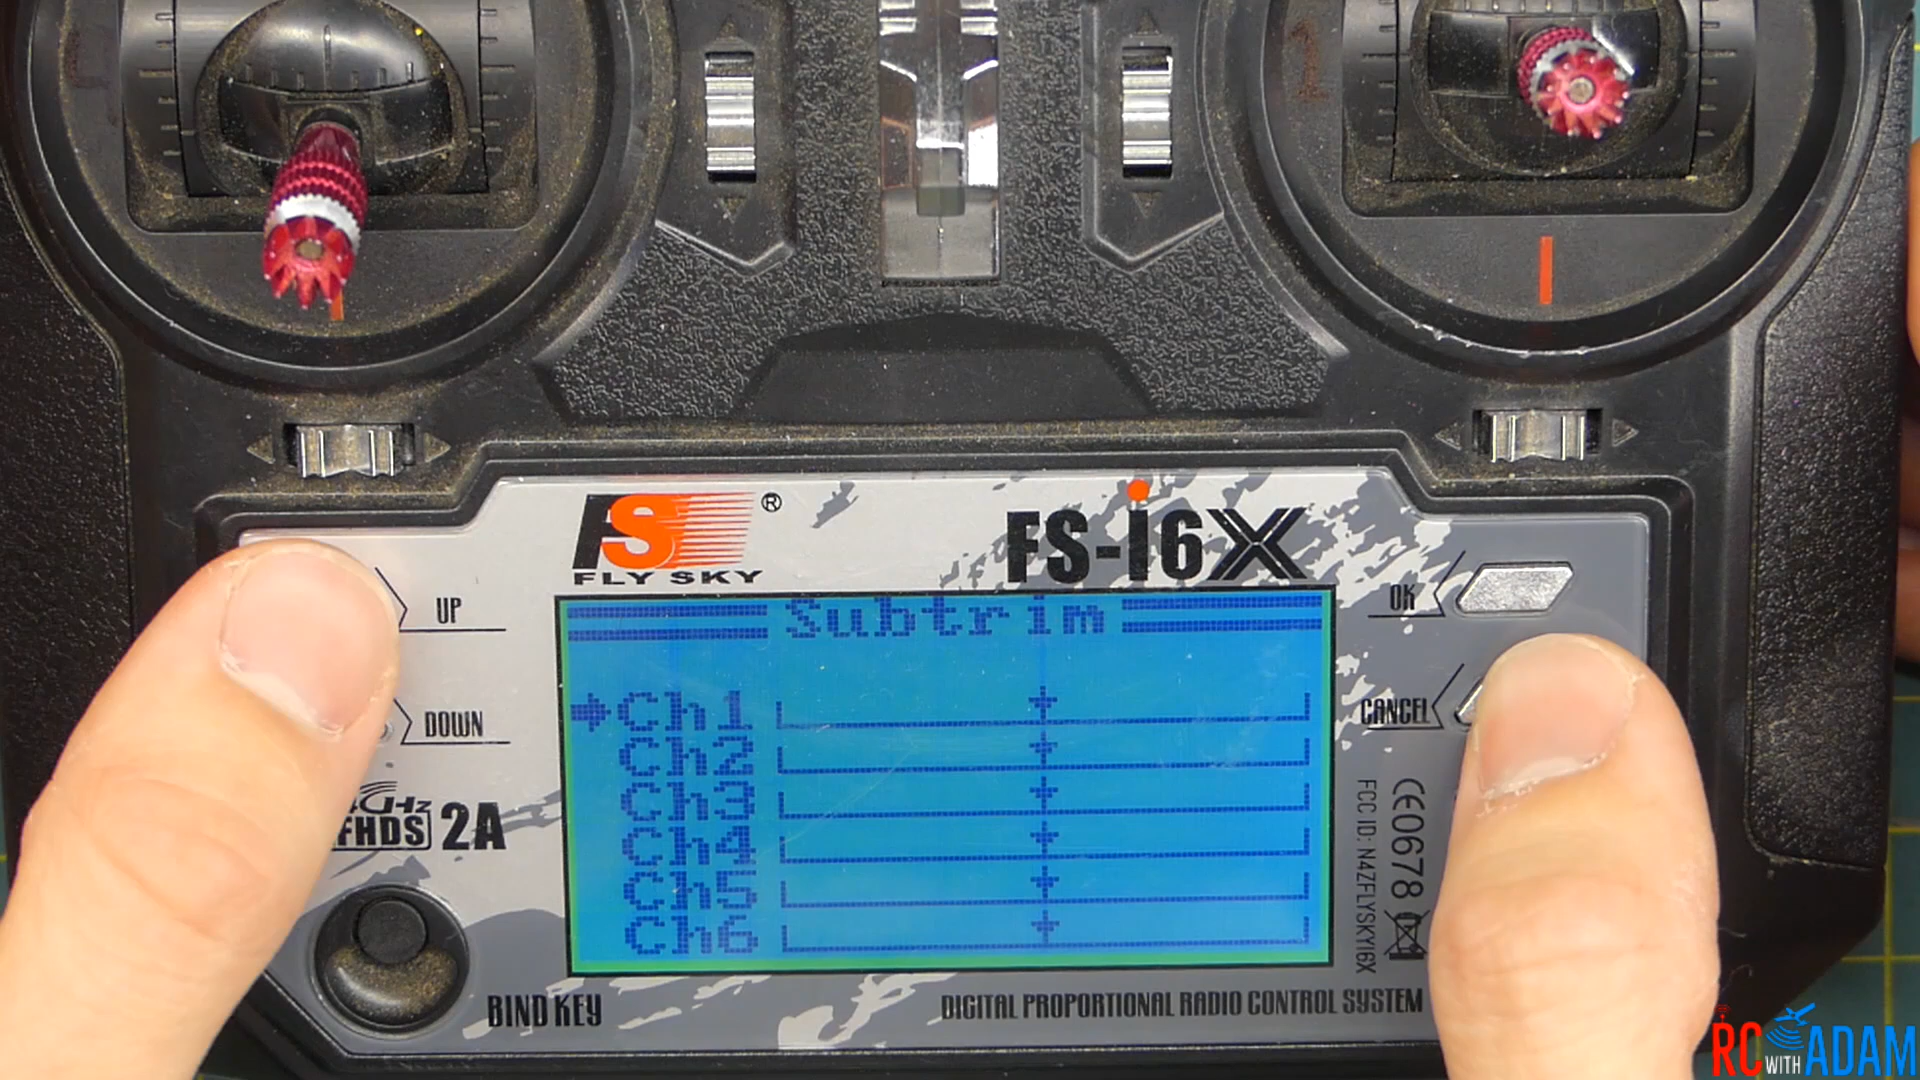 FS®
FLY SKY
FS-i6X
UP
OK
Subtrim
Ch1
DOWN
CANCEL
Ch2
Ch3
Ch4
Ch5
Ch6
FHDS 2A
CE0678
FCC ID: N4ZFLYSKYI6X
BIND KEY
DIGITAL PROPORTIONAL RADIO CONTROL SYSTEM
RC WITH ADAM